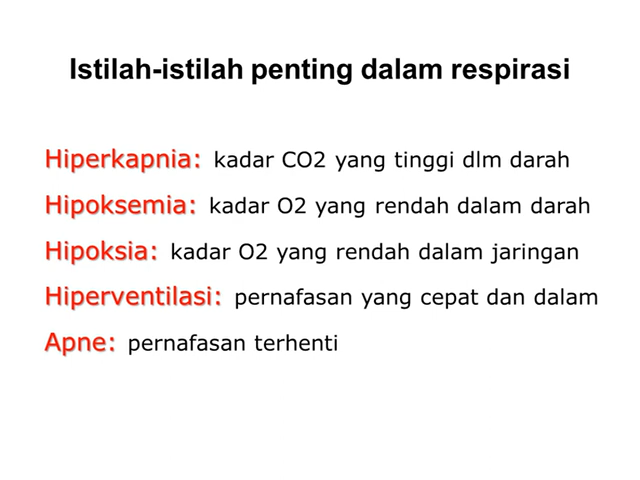 Istilah-istilah penting dalam respirasi
Hiperkapnia: kadar CO2 yang tinggi dlm darah
Hipoksemia: kadar O2 yang rendah dalam darah
Hipoksia: kadar O2 yang rendah dalam jaringan
Hiperventilasi: pernafasan yang cepat dan dalam
Apne: pernafasan terhenti